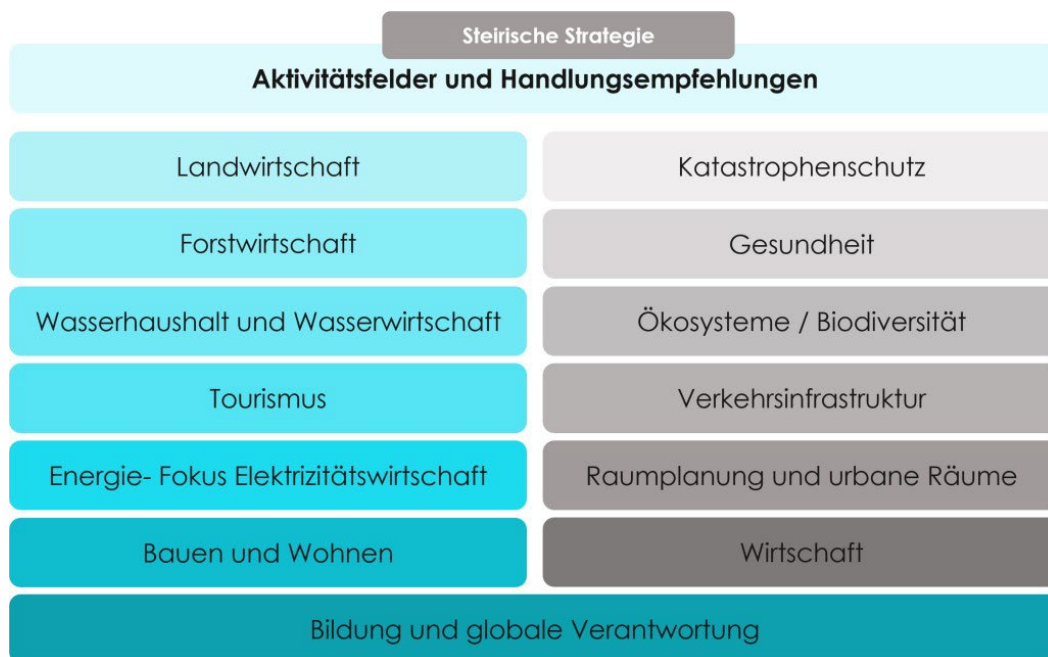 Steirische Strategie
Aktivitätsfelder und Handlungsempfehlungen
Landwirtschaft
Katastrophenschutz
Forstwirtschaft
Gesundheit
Wasserhaushalt und Wasserwirtschaft
Ökosysteme / Biodiversität
Tourismus
Verkehrsinfrastruktur
Energie- Fokus Elektrizitätswirtschaft
Raumplanung und urbane Räume
Bauen und Wohnen
Wirtschaft
Bildung und globale Verantwortung